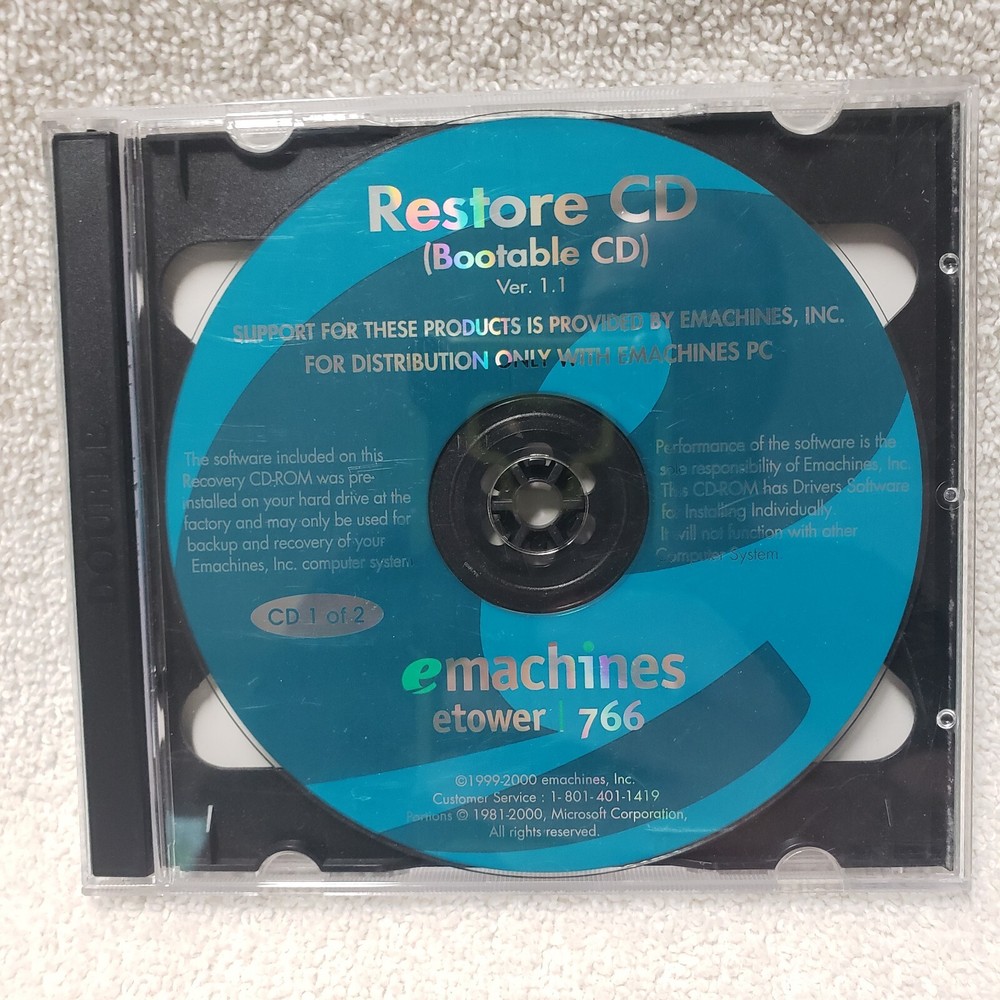 Restore CD
(Bootable CD)
Ver. 1.1
SUPPORT FOR THESE PRODUCTS IS PROVIDED BY EMACHINES, INC.
FOR DISTRIBUTION ONLY WITH EMACHINES PC
The software included on this
Recovery CD-ROM was pre-
installed on your hard drive at the
factory and may only be used for
backup and recovery of your
Emachines, Inc. computer system.
Performance of the software is the
sole responsibility of Emachines, Inc.
This CD-ROM has Drivers Software
for Installing Individually.
It will not function with other
Computer System.
CD 1 of 2
emachines
etower | 766
©1999-2000 emachines, Inc.
Customer Service : 1-801-401-1419
Portions © 1981-2000, Microsoft Corporation,
All rights reserved.